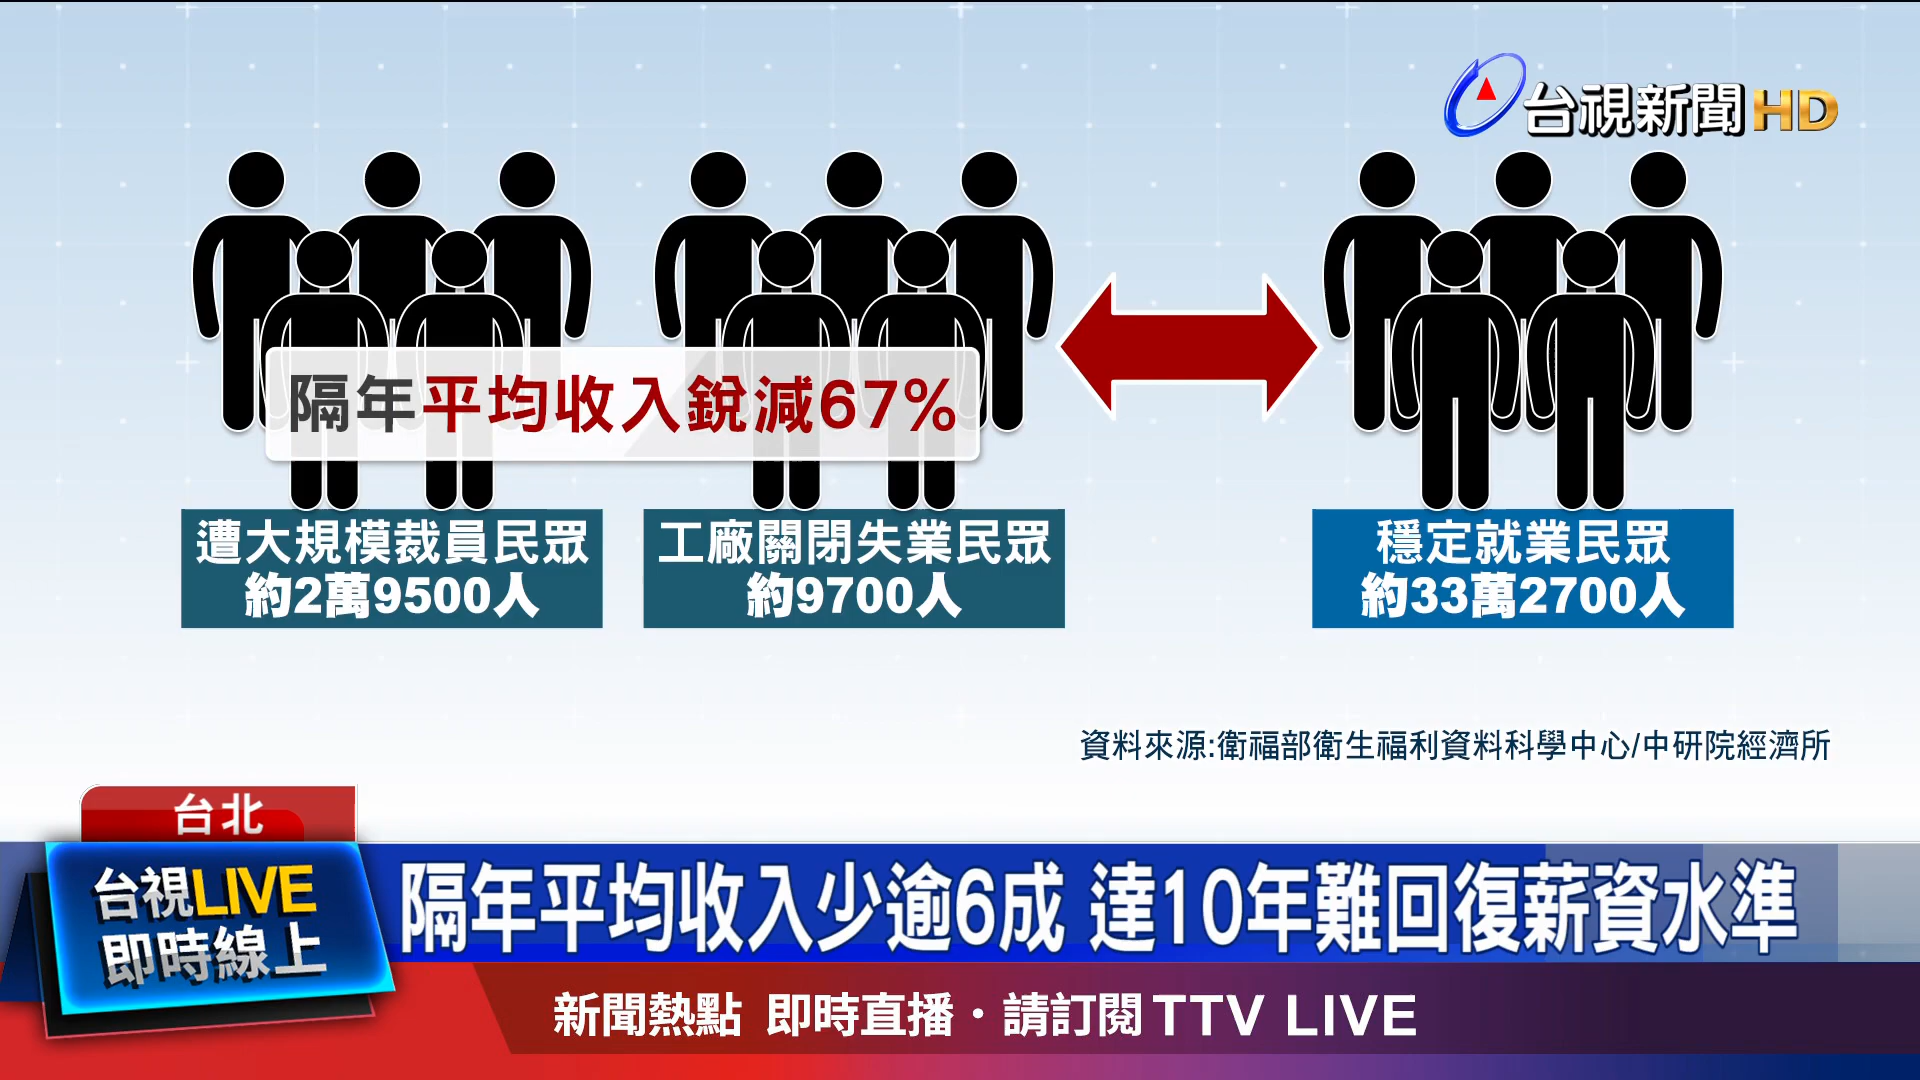 台視新聞HD
隔年平均收入銳減67%
遭大規模裁員民眾
約2萬9500人
工廠關閉失業民眾
約9700人
穩定就業民眾
約33萬2700人
資料來源:衛福部衛生福利資料科學中心/中研院經濟所
台北
台視LIVE
即時線上
隔年平均收入少逾6成 達10年難回復薪資水準
新聞熱點 即時直播・請訂閱TTV LIVE